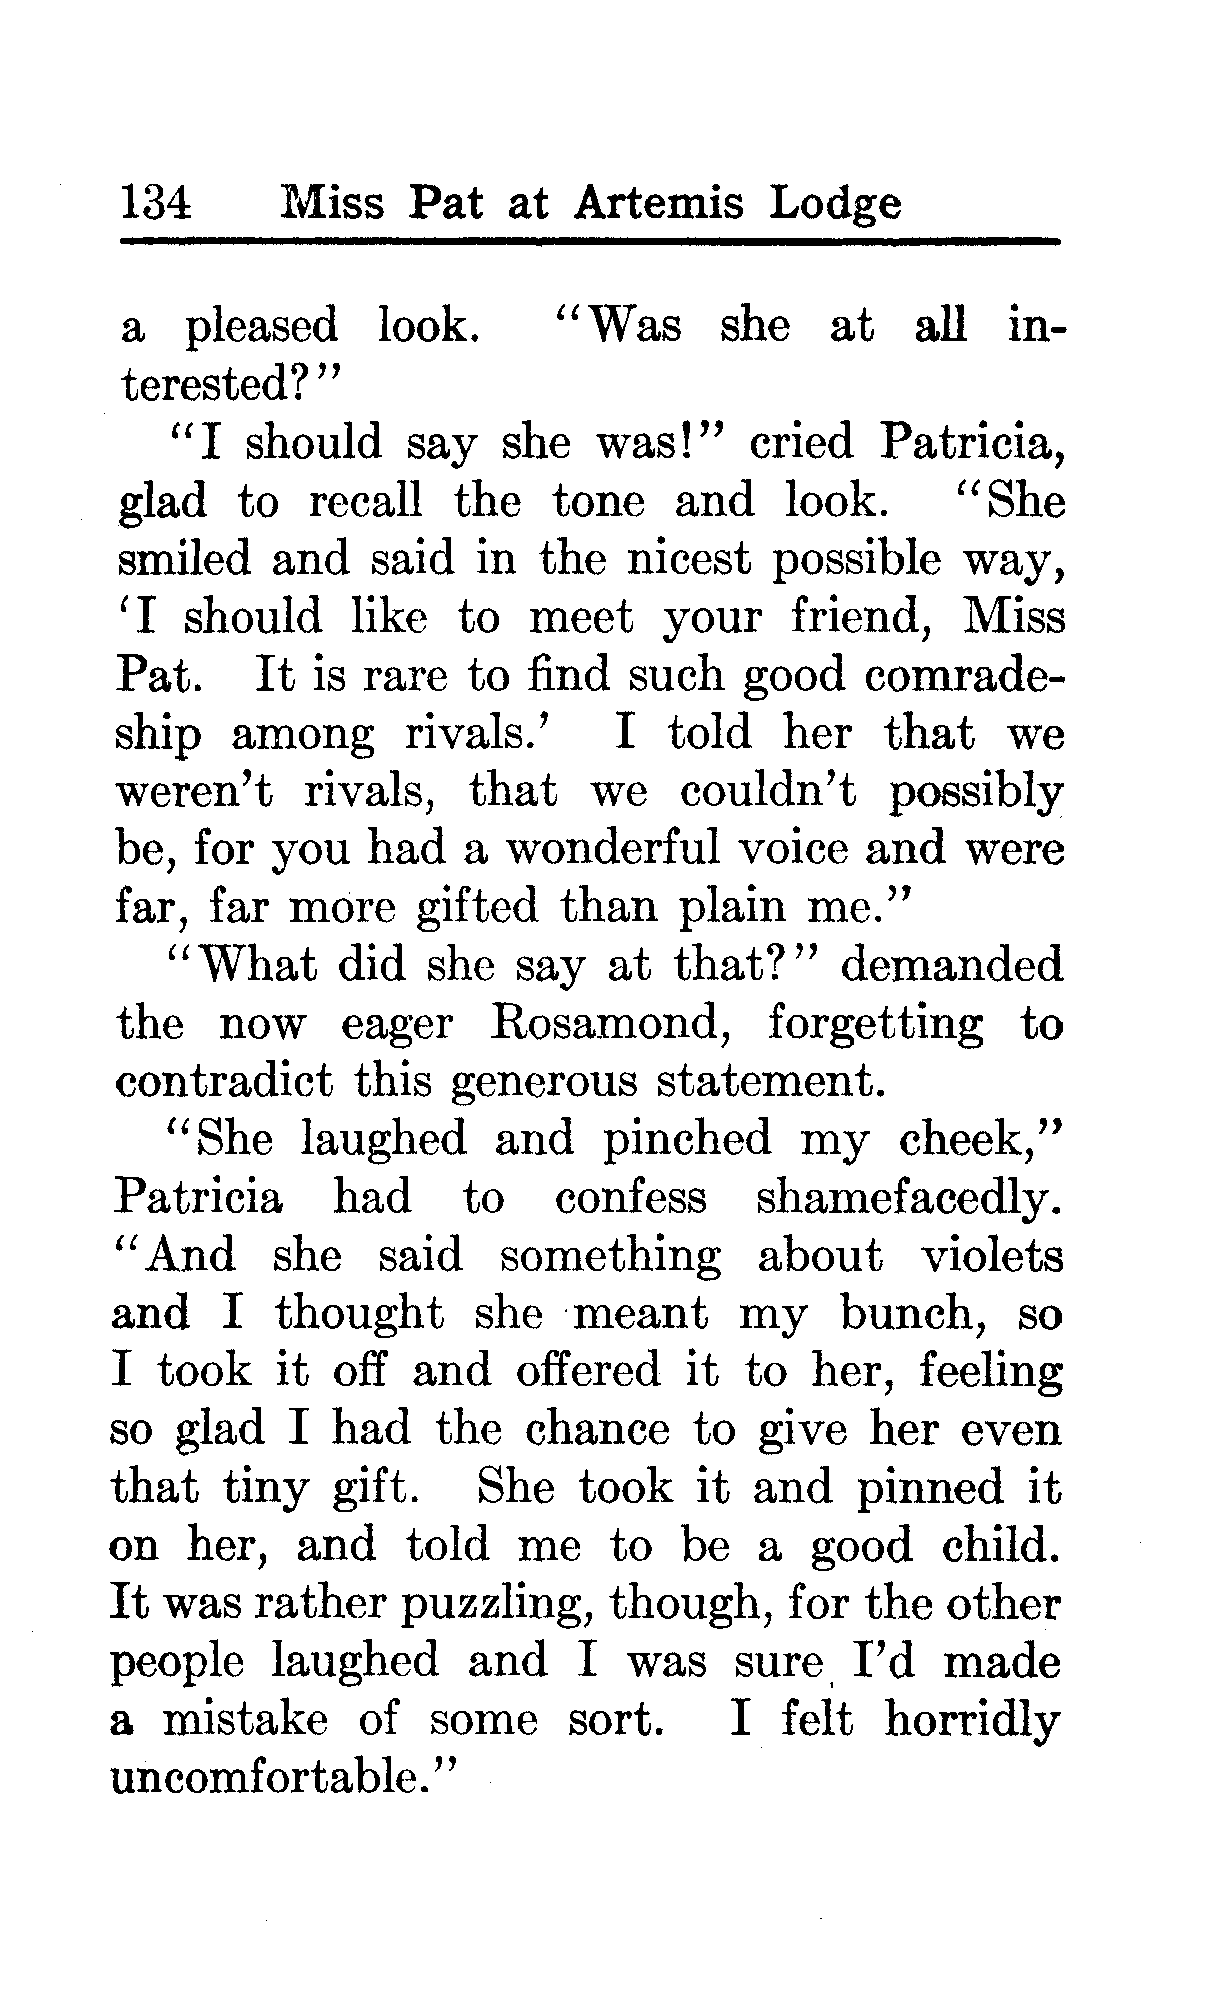 134 Miss Pat at Artemis Lodge
a pleased look. "Was she at all in-
terested?"
"I should say she was!" cried Patricia,
glad to recall the tone and look. "She
smiled and said in the nicest possible way,
'I should like to meet your friend, Miss
Pat. It is rare to find such good comrade-
ship among rivals.' I told her that we
weren't rivals, that we couldn't possibly
be, for you had a wonderful voice and were
far, far more gifted than plain me."
"What did she say at that?" demanded
the now eager Rosamond, forgetting to
contradict this generous statement.
"She laughed and pinched my cheek,"
Patricia had to confess shamefacedly.
"And she said something about violets
and I thought she meant my bunch, so
I took it off and offered it to her, feeling
so glad I had the chance to give her even
that tiny gift. She took it and pinned it
on her, and told me to be a good child.
It was rather puzzling, though, for the other
people laughed and I was sure I'd made
a mistake of some sort. I felt horridly
uncomfortable."